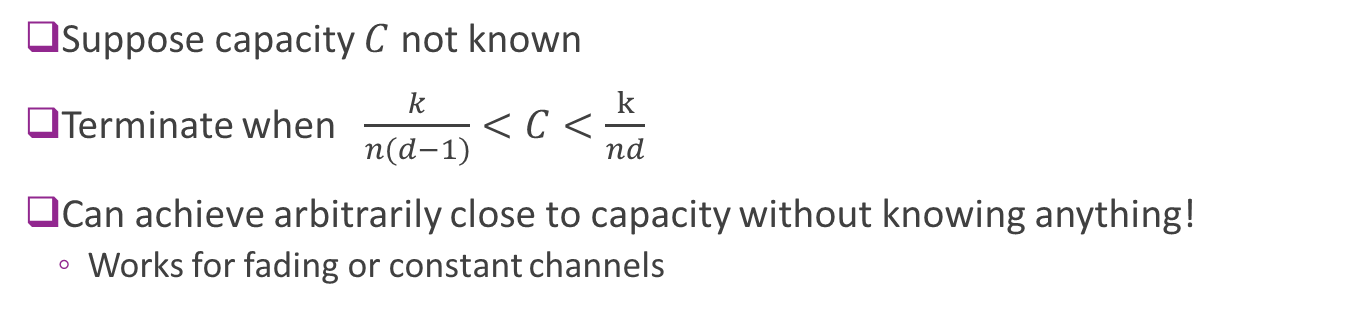 ❑Suppose capacity C not known
❑Terminate when k/n(d−1) < C < k/nd
❑Can achieve arbitrarily close to capacity without knowing anything!
◦ Works for fading or constant channels